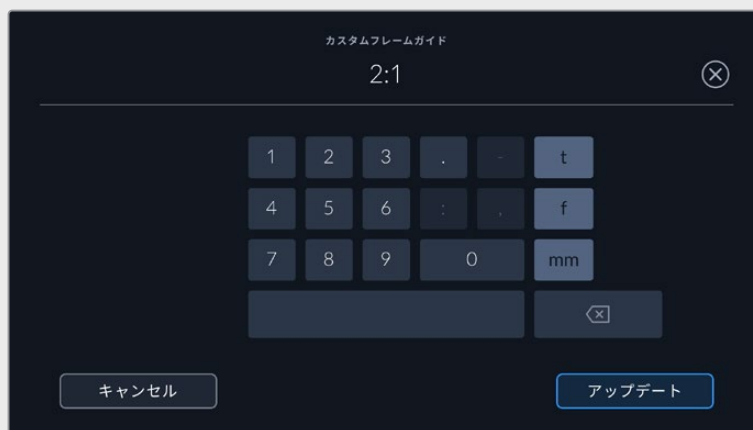 カスタムフレームガイド
2:1
1 2 3 . - t
4 5 6 : , f
7 8 9 0 mm
キャンセル アップデート